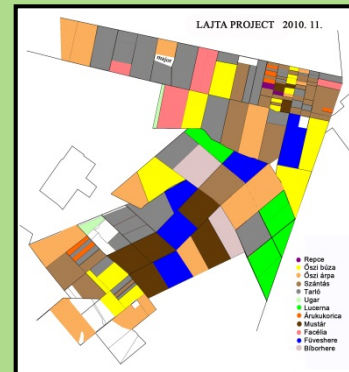 LAJTA PROJECT 2010. 11.
Major
Repce
Őszi búza
Őszi árpa
Szántás
Tarló
Ugar
Lucerna
Árukukorica
Mustár
Facélia
Füveshere
Bíborhere